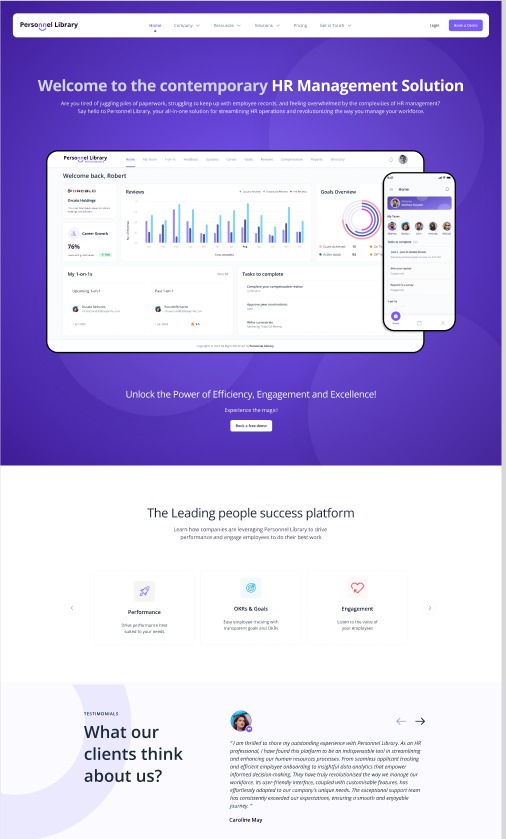 Personnel Library
Home Company Resources Solutions Pricing Get in Touch
Login
Book a Demo
Welcome to the contemporary HR Management Solution
Are you tired of juggling piles of paperwork, struggling to keep up with employee records, and feeling overwhelmed by the complexities of HR management?
Say hello to Personnel Library, your all-in-one solution for streamlining HR operations and revolutionizing the way you manage your workforce.
Personnel Library
Home
Welcome back, Robert
Orcalo Holdings
Career Growth
76%
Reviews
Goals Overview
My 1-on-1s
View All
Upcoming 1-on-1
Past 1-on-1
Tasks to complete
Home
My Team
Tasks to complete
Unlock the Power of Efficiency, Engagement and Excellence!
Experience the magic!
Book a free demo
The Leading people success platform
Learn how companies are leveraging Personnel Library to drive
performance and engage employees to do their best work
Performance
Drive performance best
suited to your needs
OKRs & Goals
Easy employee tracking with
transparent goals and OKRs
Engagement
Listen to the voice of
your employees
TESTIMONIALS
What our
clients think
about us?
" I am thrilled to share my outstanding experience with Personnel Library. As an HR
professional, I have found this platform to be an indispensable tool in streamlining
and enhancing our human resources processes. From seamless applicant tracking
and efficient employee onboarding to insightful data analytics that empower
informed decision-making, They have truly revolutionised the way we manage our
workforce. Its user-friendly interface, coupled with customisable features, has
effortlessly adapted to our company's unique needs. The exceptional support team
has consistently exceeded our expectations, ensuring a smooth and enjoyable
journey. "
Caroline May